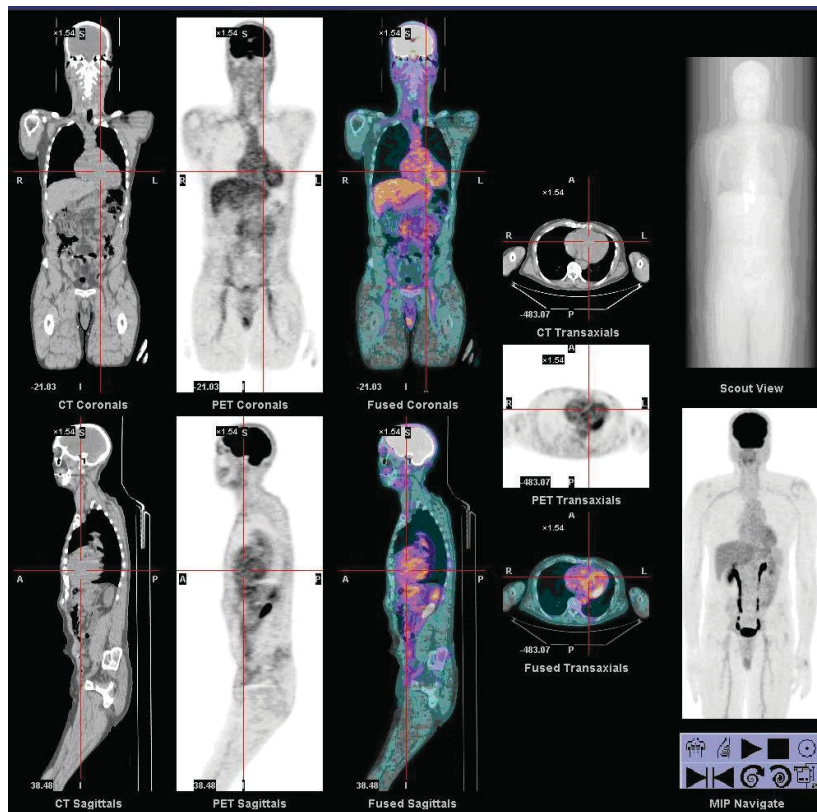 ×1.54 S
×1.54 S
×1.54 S
R
L
R
L
R
L
-21.03 I
-21.03 I
-21.03 I
CT Coronals
PET Coronals
Fused Coronals
A
×1.54
R
L
-483.07 P
CT Transaxials
A
×1.54
R
L
-483.07 P
PET Transaxials
A
×1.54
R
L
-483.07 P
Fused Transaxials
Scout View
×1.54 S
×1.54 S
×1.54 S
A
P
A
P
A
P
38.48 I
38.48 I
38.48 I
CT Sagittals
PET Sagittals
Fused Sagittals
MIP Navigate